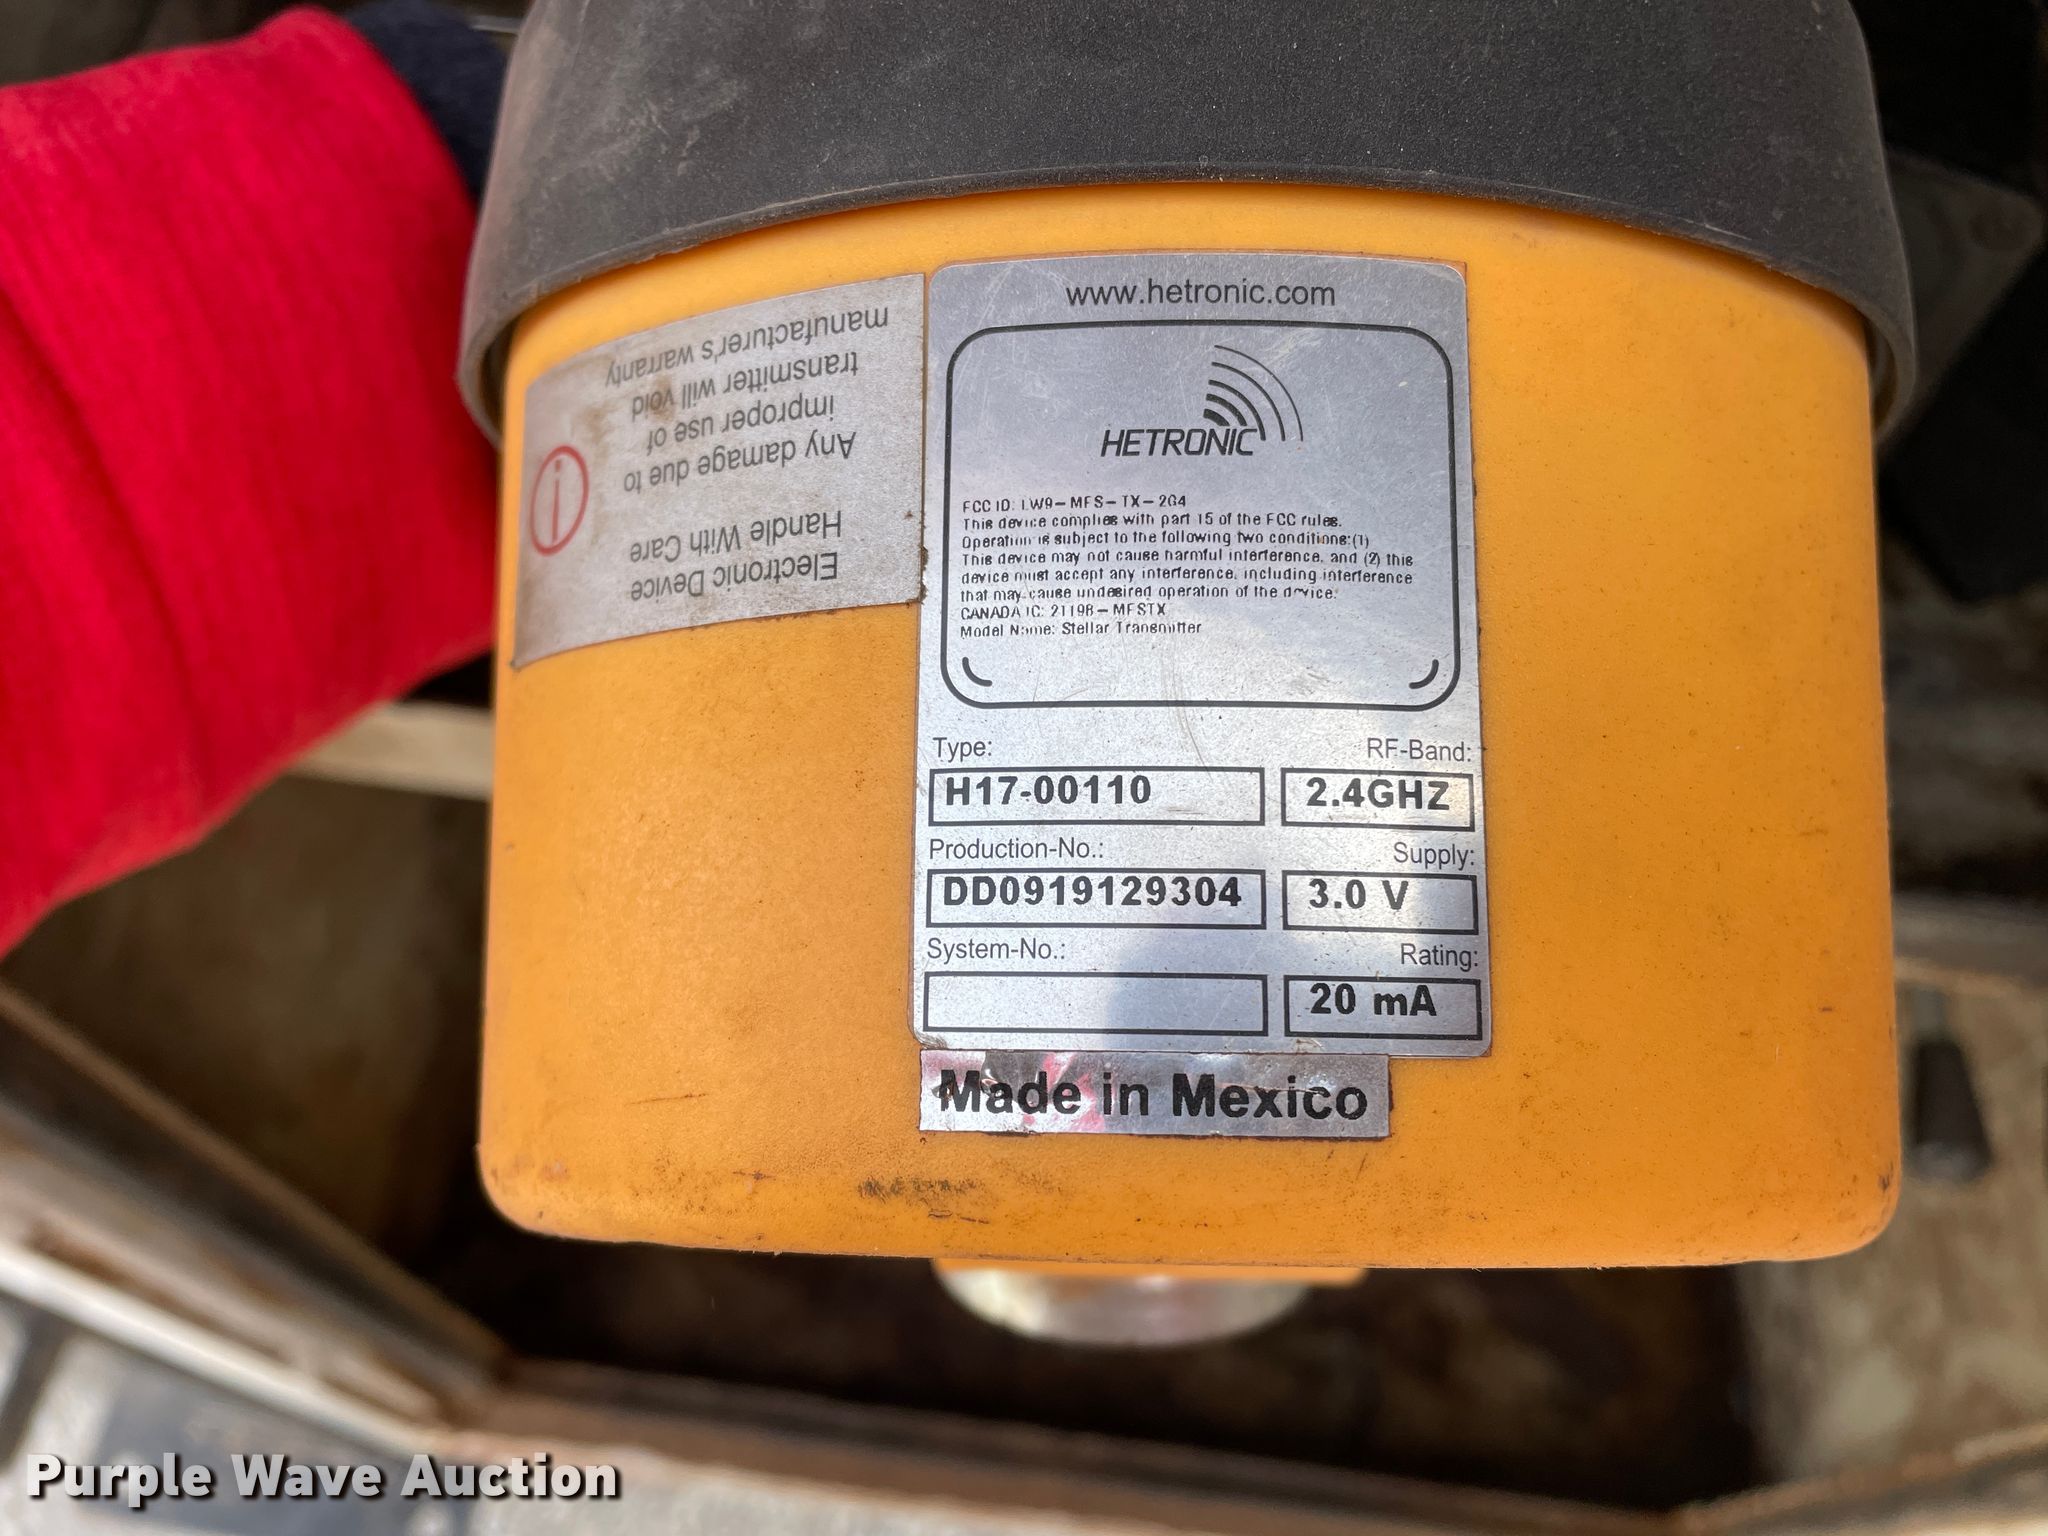 www.hetronic.com
HETRONIC
FCC ID: LW9-MFS-TX-2G4
This device complies with part 15 of the FCC rules.
Operation is subject to the following two conditions:(1)
This device may not cause harmful interference, and (2) this
device must accept any interference, including interference
that may cause undesired operation of the device.
CANADA IC: 2119B-MFSTX
Model Name: Stellar Transmitter
Type:
RF-Band:
H17-00110
2.4GHZ
Production-No.:
Supply:
DD0919129304
3.0 V
System-No.:
Rating:
20 mA
Made in Mexico
Electronic Device
Handle With Care
Any damage due to
improper use of
transmitter will void
manufacturer's warranty
Purple Wave Auction